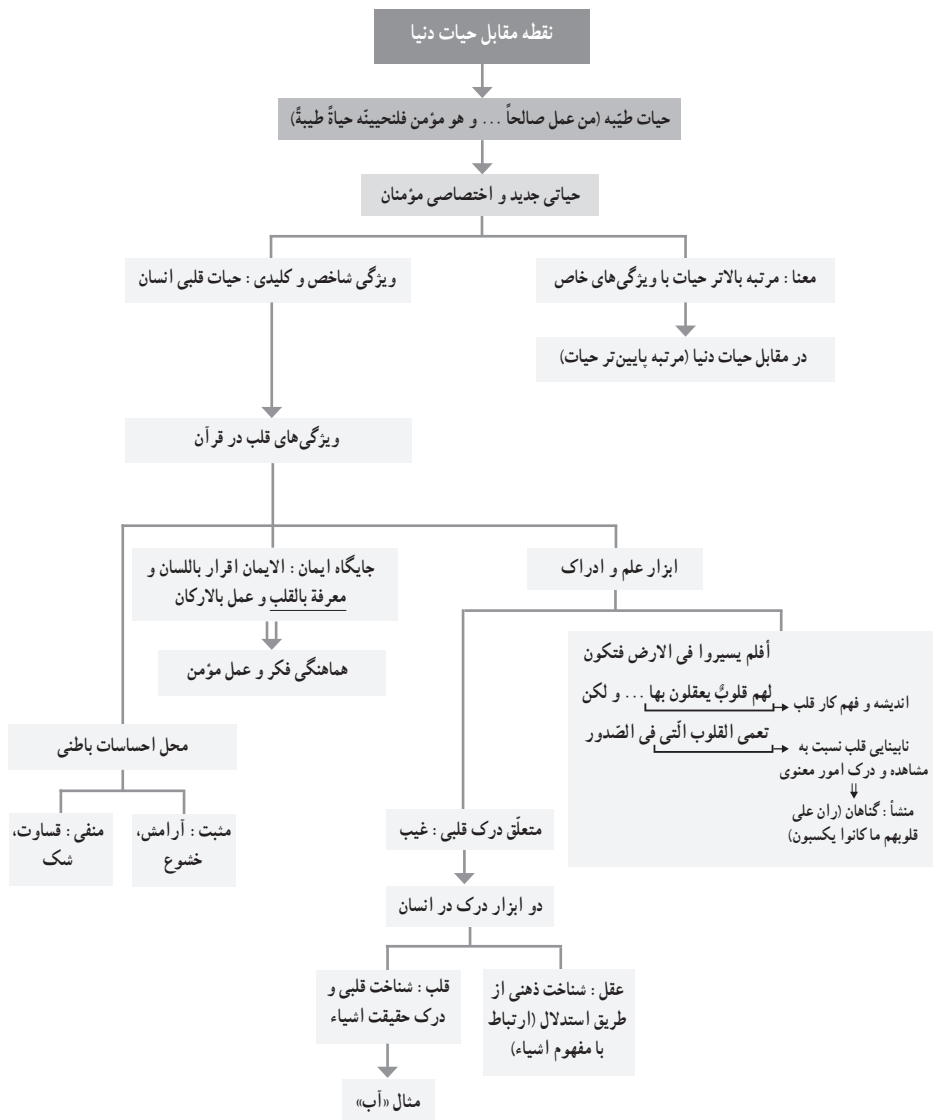 نقطه مقابل حیات دنیا
حیات طیّبه (من عمل صالحاً ... و هو مؤمن فلنحیینّه حیاةً طیبةً)
حیاتی جدید و اختصاصی مؤمنان
معنا : مرتبه بالاتر حیات با ویژگی‌های خاص
در مقابل حیات دنیا (مرتبه پایین‌تر حیات)
ویژگی شاخص و کلیدی : حیات قلبی انسان
ویژگی‌های قلب در قرآن
ابزار علم و ادراک
أفلم یسیروا فی الارض فتکون
لهم قلوبٌ یعقلون بها ... و لکن
اندیشه و فهم کار قلب
تعمی القلوب الّتی فی الصّدور
نابینایی قلب نسبت به
مشاهده و درک امور معنوی
منشأ : گناهان (ران علی
قلوبهم ما کانوا یکسبون)
متعلّق درک قلبی : غیب
دو ابزار درک در انسان
عقل : شناخت ذهنی از
طریق استدلال (ارتباط
با مفهوم اشیاء)
قلب : شناخت قلبی و
درک حقیقت اشیاء
مثال «آب»
جایگاه ایمان : الایمان اقرار باللسان و
معرفة بالقلب و عمل بالارکان
هماهنگی فکر و عمل مؤمن
محل احساسات باطنی
مثبت : آرامش،
خشوع
منفی : قساوت،
شک